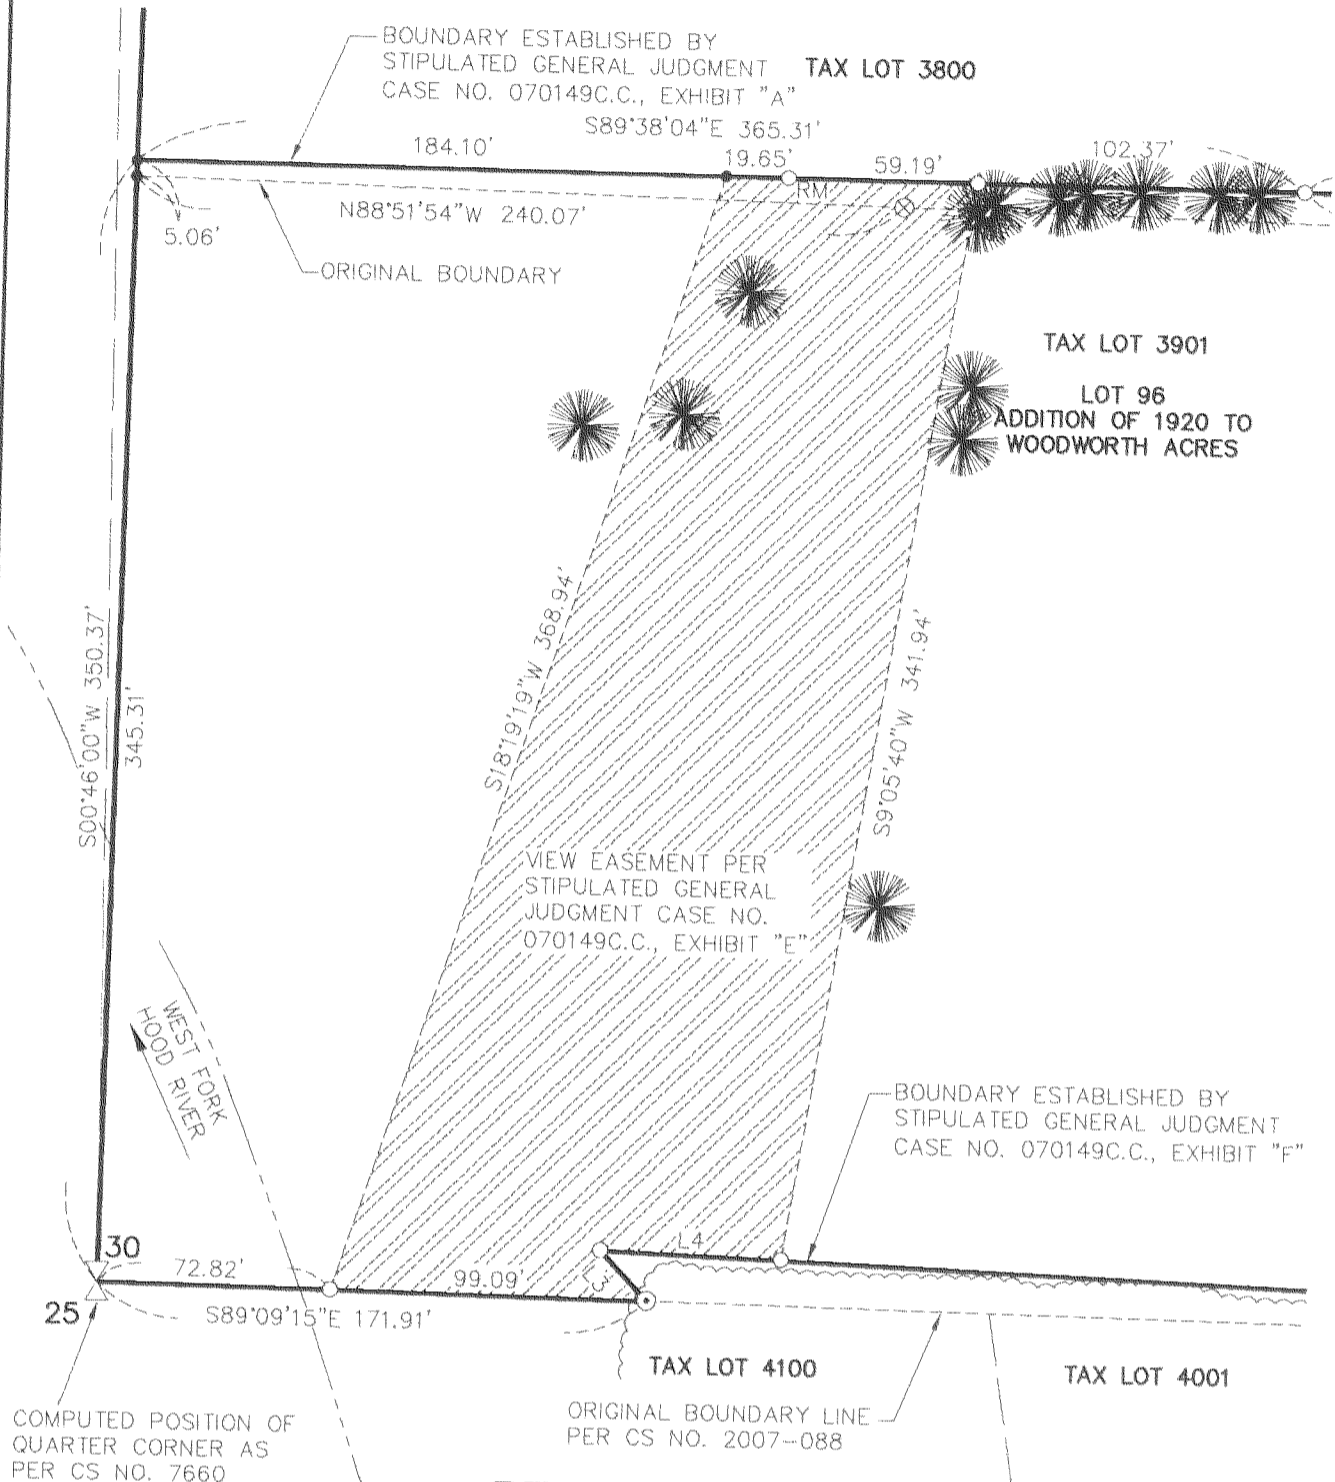 BOUNDARY ESTABLISHED BY
STIPULATED GENERAL JUDGMENT
CASE NO. 070149C.C., EXHIBIT "A"
TAX LOT 3800
S89°38'04"E 365.31'
184.10'
19.65'
59.19'
102.37'
RM
N88°51'54"W 240.07'
5.06'
ORIGINAL BOUNDARY
TAX LOT 3901
LOT 96
ADDITION OF 1920 TO
WOODWORTH ACRES
S00°46'00"W 350.37'
345.31'
S18°19'19"W 368.94'
S9°05'40"W 341.94'
VIEW EASEMENT PER
STIPULATED GENERAL
JUDGMENT CASE NO.
070149C.C., EXHIBIT "E"
WEST FORK
HOOD RIVER
BOUNDARY ESTABLISHED BY
STIPULATED GENERAL JUDGMENT
CASE NO. 070149C.C., EXHIBIT "F"
30
25
72.82'
99.09'
L3
L4
S89°09'15"E 171.91'
TAX LOT 4100
TAX LOT 4001
COMPUTED POSITION OF
QUARTER CORNER AS
PER CS NO. 7660
ORIGINAL BOUNDARY LINE
PER CS NO. 2007-088